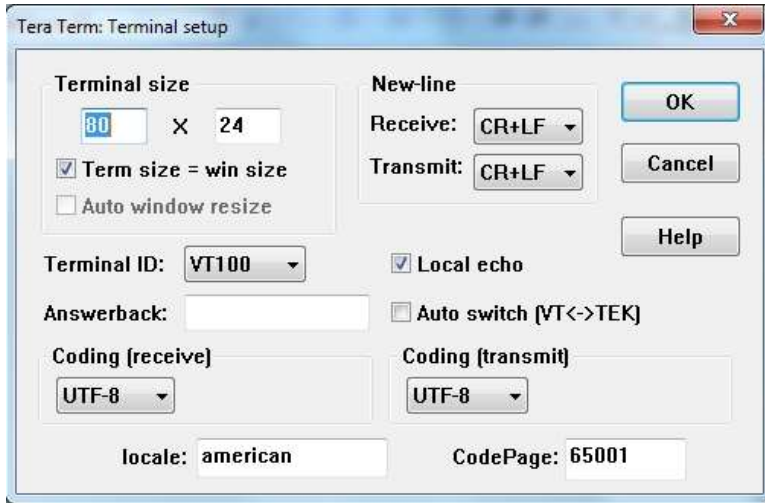 Tera Term: Terminal setup
Terminal size
80 X 24
Term size = win size
Auto window resize
New-line
Receive: CR+LF
Transmit: CR+LF
OK
Cancel
Help
Terminal ID: VT100
Local echo
Answerback:
Auto switch (VT<->TEK)
Coding (receive)
UTF-8
Coding (transmit)
UTF-8
locale: american
CodePage: 65001